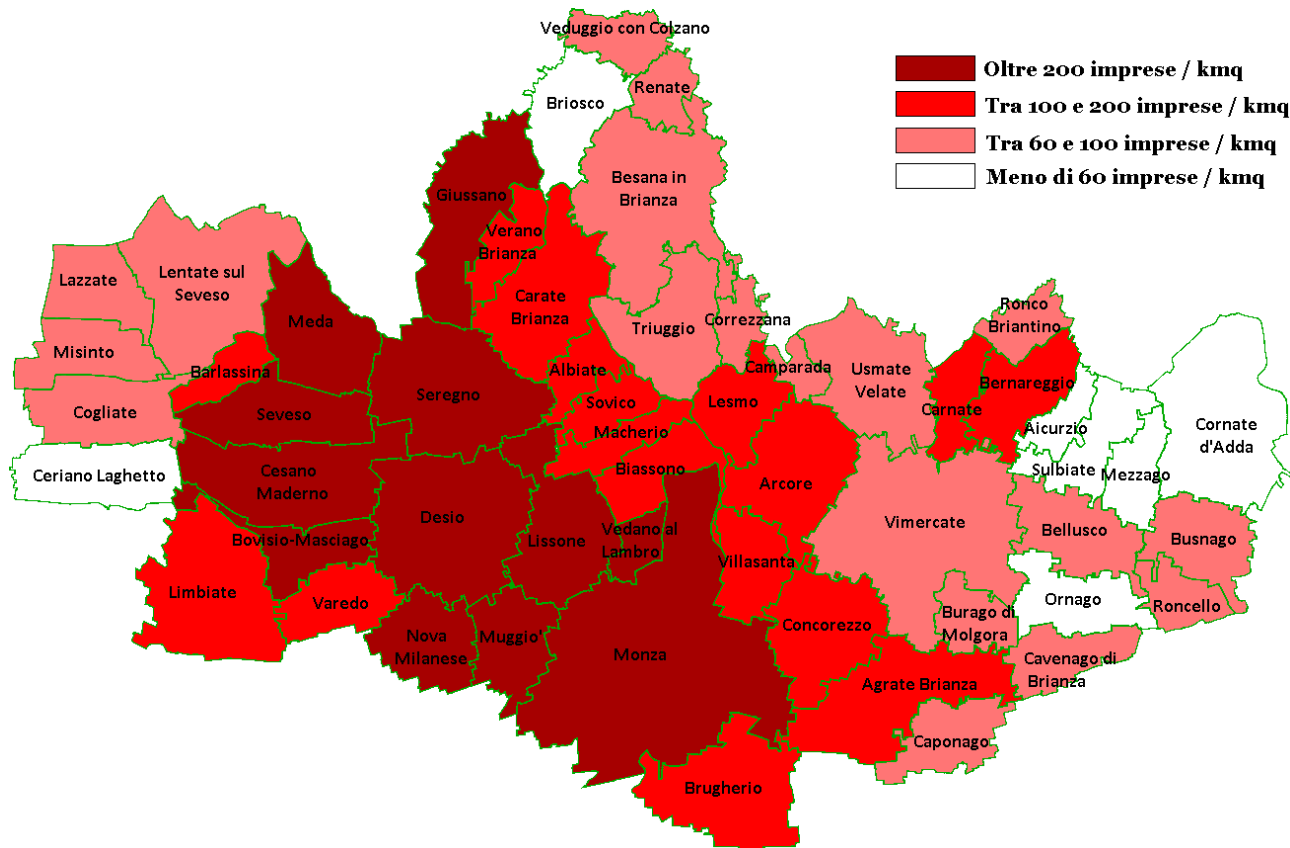 Veduggio con Colzano
Renate
Briosco
Oltre 200 imprese / kmq
Tra 100 e 200 imprese / kmq
Tra 60 e 100 imprese / kmq
Meno di 60 imprese / kmq
Giussano
Besana in
Brianza
Verano
Brianza
Lazzate
Lentate sul
Seveso
Meda
Carate
Brianza
Triuggio
Correzzana
Ronco
Briantino
Misinto
Barlassina
Albiate
Camparada
Usmate
Velate
Bernareggio
Cogliate
Seveso
Seregno
Sovico
Lesmo
Carnate
Aicurzio
Cornate
d'Adda
Macherio
Ceriano Laghetto
Cesano
Maderno
Biassono
Arcore
Sulbiate
Mezzago
Desio
Lissone
Vedano al
Lambro
Vimercate
Bellusco
Busnago
Bovisio-Masciago
Villasanta
Limbiate
Varedo
Ornago
Roncello
Nova
Milanese
Muggio'
Monza
Concorezzo
Burago di
Molgora
Cavenago di
Brianza
Agrate Brianza
Caponago
Brugherio